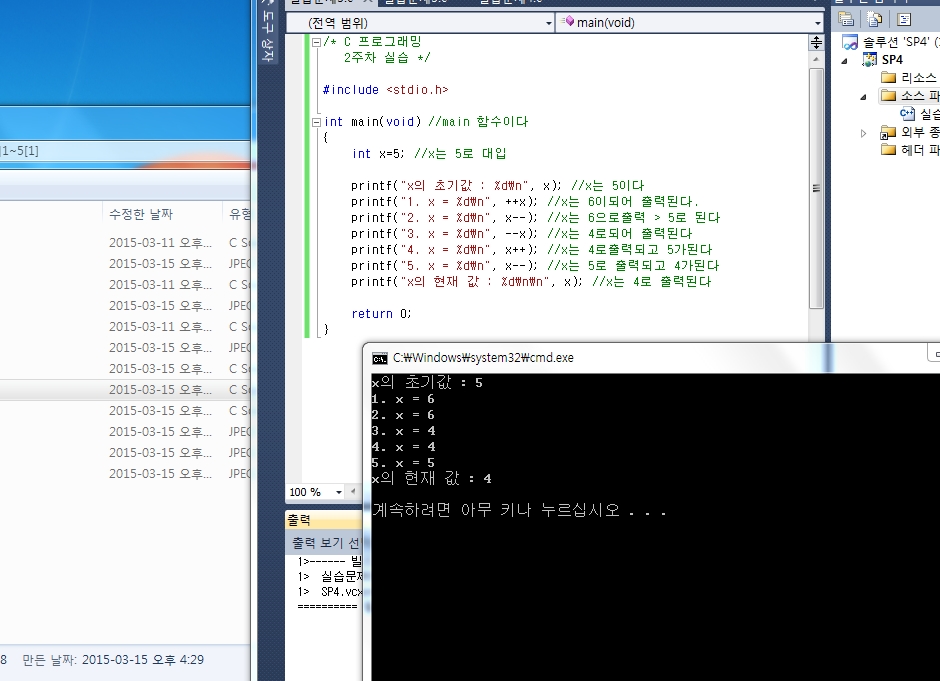 (전역 범위)
main(void)
/* C 프로그래밍
2주차 실습 */
#include <stdio.h>
int main(void) //main 함수이다
{
int x=5; //x는 5로 대입
printf("x의 초기값 : %d₩n", x); //x는 5이다
printf("1. x = %d₩n", ++x); //x는 6이되어 출력된다.
printf("2. x = %d₩n", x--); //x는 6으로출력 > 5로 된다
printf("3. x = %d₩n", --x); //x는 4로되어 출력된다
printf("4. x = %d₩n", x++); //x는 4로출력되고 5가된다
printf("5. x = %d₩n", x--); //x는 5로 출력되고 4가된다
printf("x의 현재 값 : %d₩n₩n", x); //x는 4로 출력된다
return 0;
}
100 %
출력
출력 보기 선
1>------ 빌
1> 실습문제
1> SP4.vcx
==========
C:₩Windows₩system32₩cmd.exe
x의 초기값 : 5
1. x = 6
2. x = 6
3. x = 4
4. x = 4
5. x = 5
x의 현재 값 : 4
계속하려면 아무 키나 누르십시오 . . .
도구 상자
솔루션 'SP4' (
SP4
리소스
소스 파
실습
외부 종
헤더 파
1~5[1]
수정한 날짜 유형
2015-03-11 오후... C So
2015-03-15 오후... JPEG
2015-03-11 오후... C So
2015-03-15 오후... JPEG
2015-03-11 오후... C So
2015-03-15 오후... JPEG
2015-03-15 오후... C So
2015-03-15 오후... C So
2015-03-15 오후... C So
2015-03-15 오후... JPEG
2015-03-15 오후... JPEG
2015-03-15 오후... JPEG
8 만든 날짜: 2015-03-15 오후 4:29